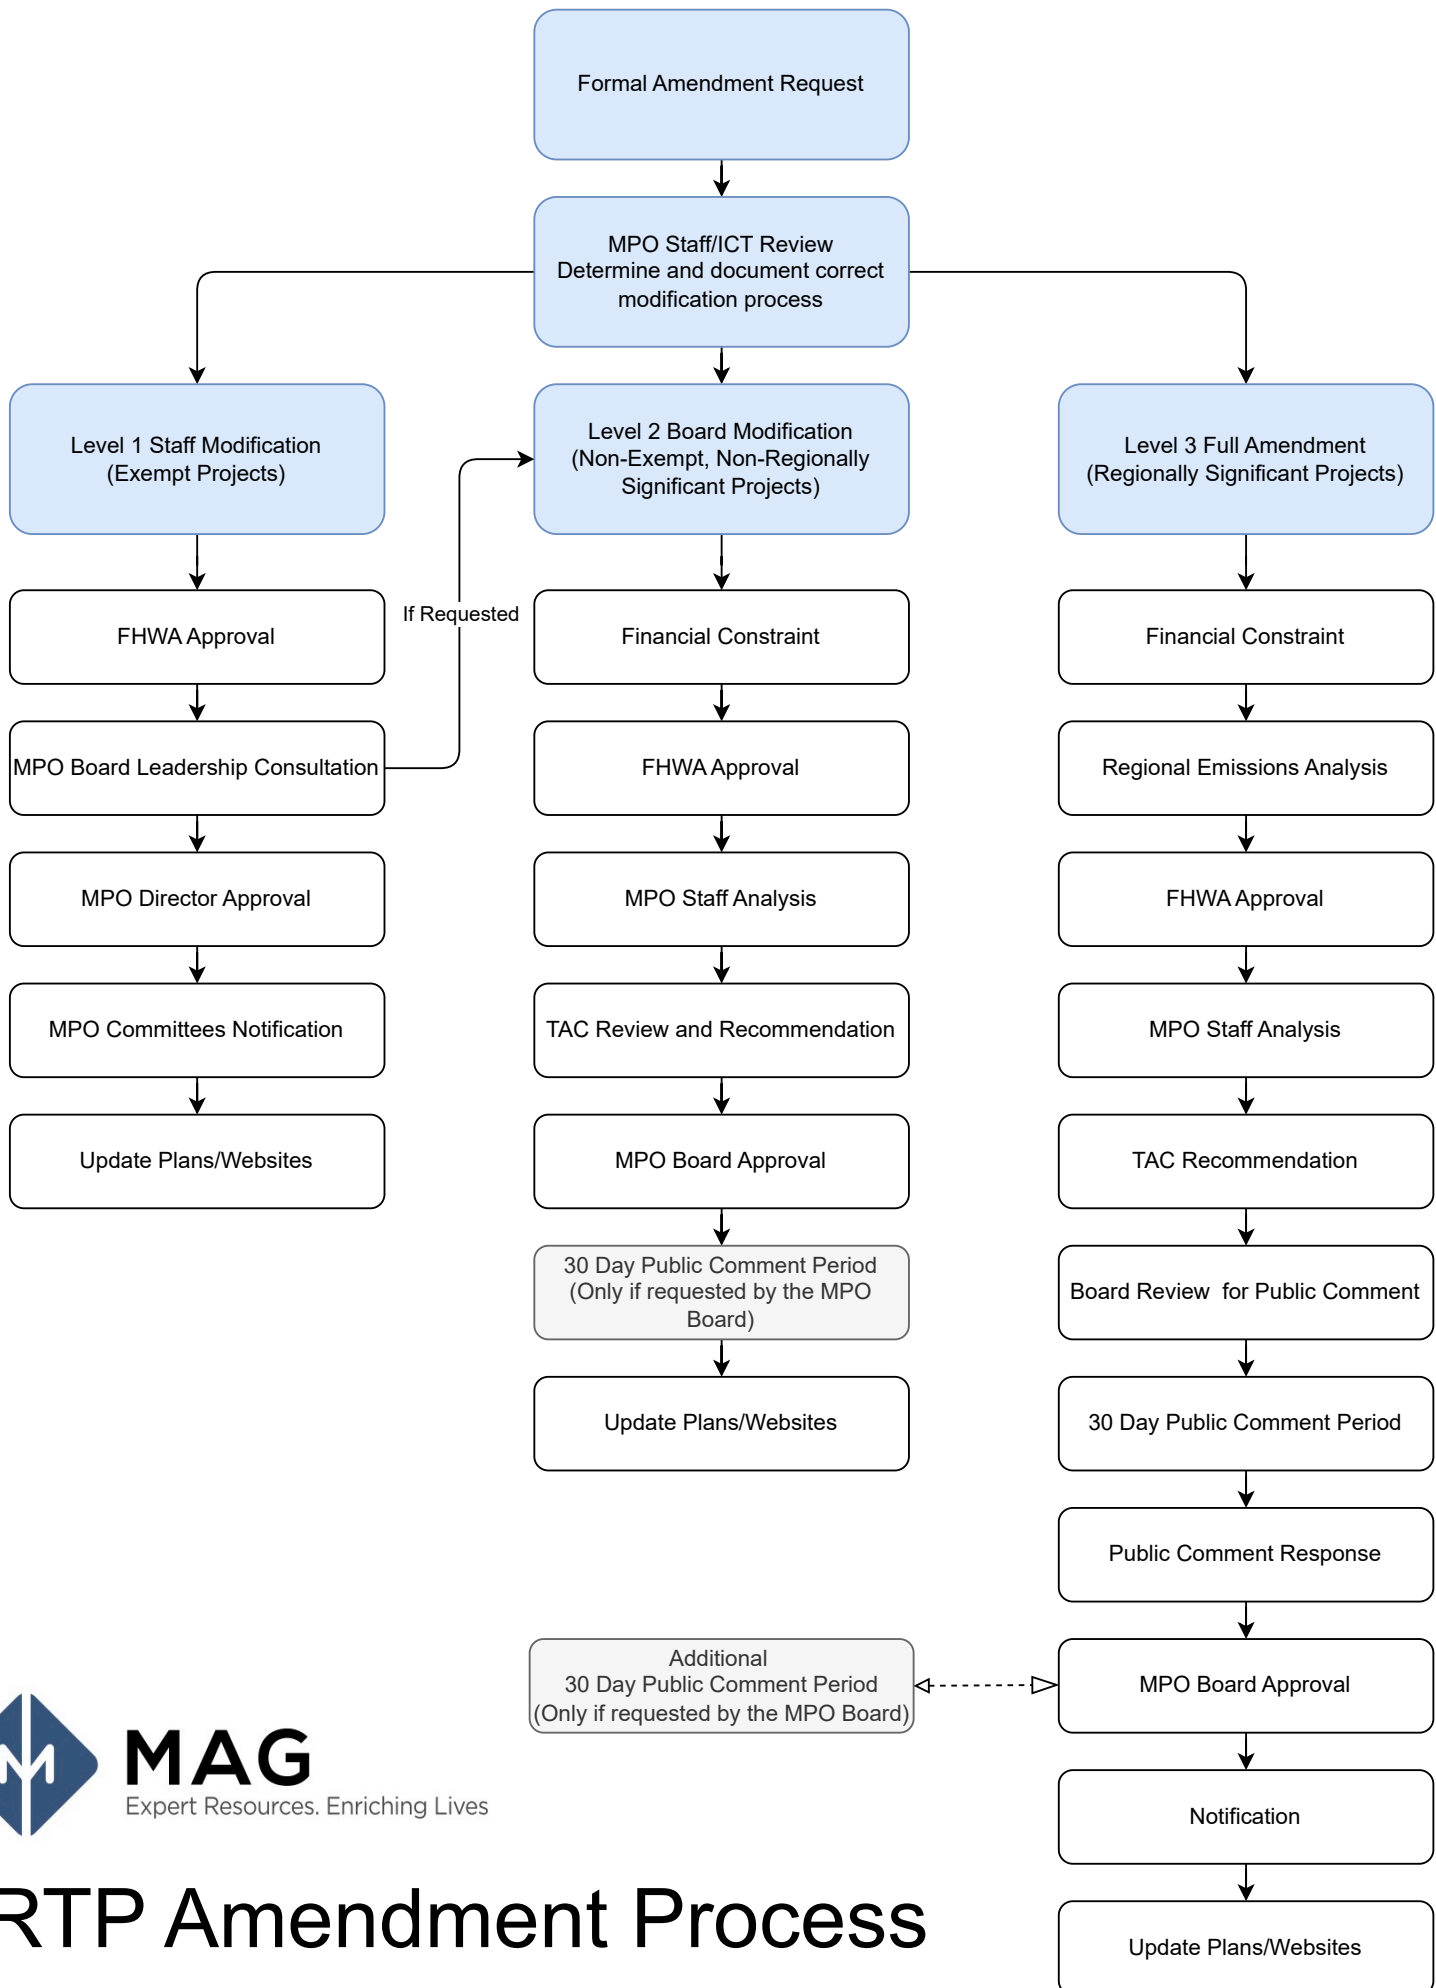 Formal Amendment Request
MPO Staff/ICT Review
Determine and document correct
modification process
Level 1 Staff Modification
(Exempt Projects)
Level 2 Board Modification
(Non-Exempt, Non-Regionally
Significant Projects)
Level 3 Full Amendment
(Regionally Significant Projects)
If Requested
FHWA Approval
MPO Board Leadership Consultation
MPO Director Approval
MPO Committees Notification
Update Plans/Websites
Financial Constraint
FHWA Approval
MPO Staff Analysis
TAC Review and Recommendation
MPO Board Approval
30 Day Public Comment Period
(Only if requested by the MPO
Board)
Update Plans/Websites
Financial Constraint
Regional Emissions Analysis
FHWA Approval
MPO Staff Analysis
TAC Recommendation
Board Review  for Public Comment
30 Day Public Comment Period
Public Comment Response
MPO Board Approval
Additional
30 Day Public Comment Period
(Only if requested by the MPO Board)
Notification
Update Plans/Websites
M
MAG
Expert Resources. Enriching Lives
RTP Amendment Process